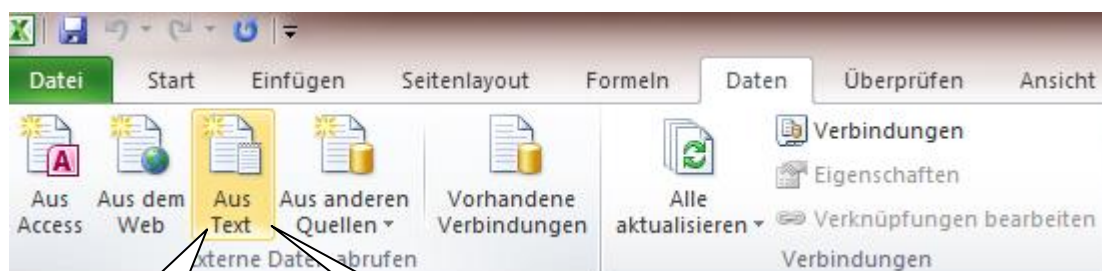 Datei Start Einfügen Seitenlayout Formeln Daten Überprüfen Ansicht
Aus Access
Aus dem Web
Aus Text
Aus anderen Quellen
Vorhandene Verbindungen
Alle aktualisieren
Verbindungen
Eigenschaften
Verknüpfungen bearbeiten
abrufen
Verbindungen